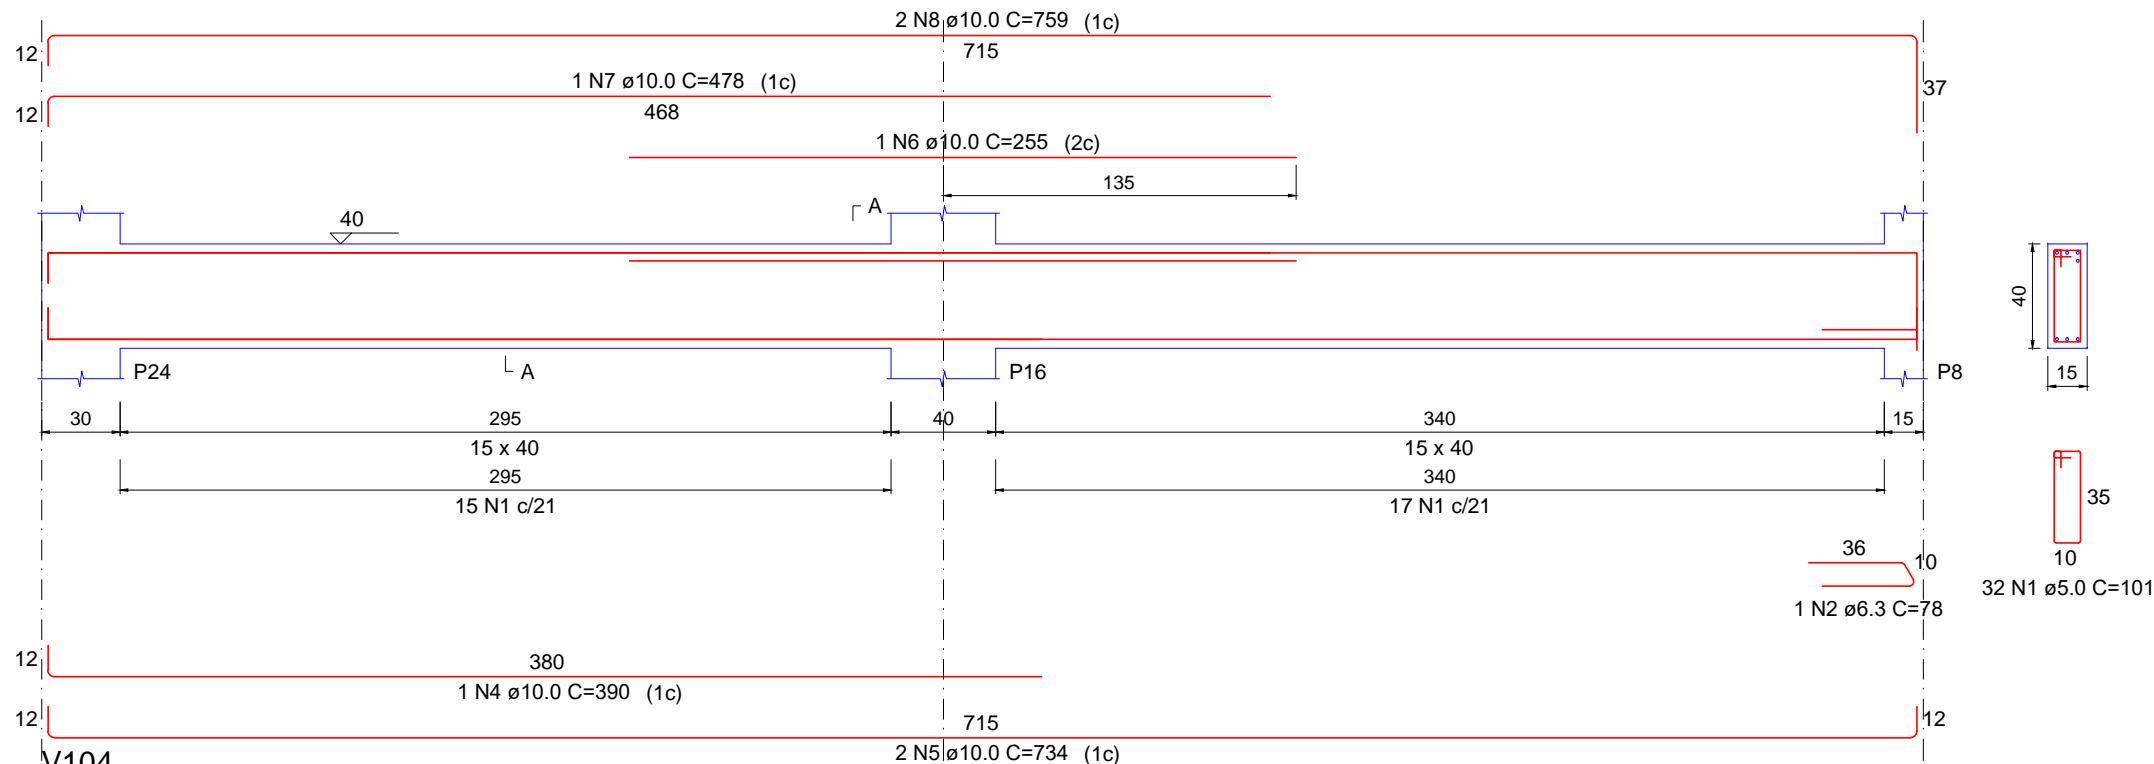 2 N8 ø10.0 C=759 (1c)
12
715
1 N7 ø10.0 C=478 (1c)
37
12
468
1 N6 ø10.0 C=255 (2c)
135
A
40
40
P24
A
P16
P8
15
30
295
40
340
15
15 x 40
15 x 40
295
340
15 N1 c/21
17 N1 c/21
35
36
10
10
32 N1 ø5.0 C=101
1 N2 ø6.3 C=78
12
380
1 N4 ø10.0 C=390 (1c)
12
715
12
2 N5 ø10.0 C=734 (1c)
V104